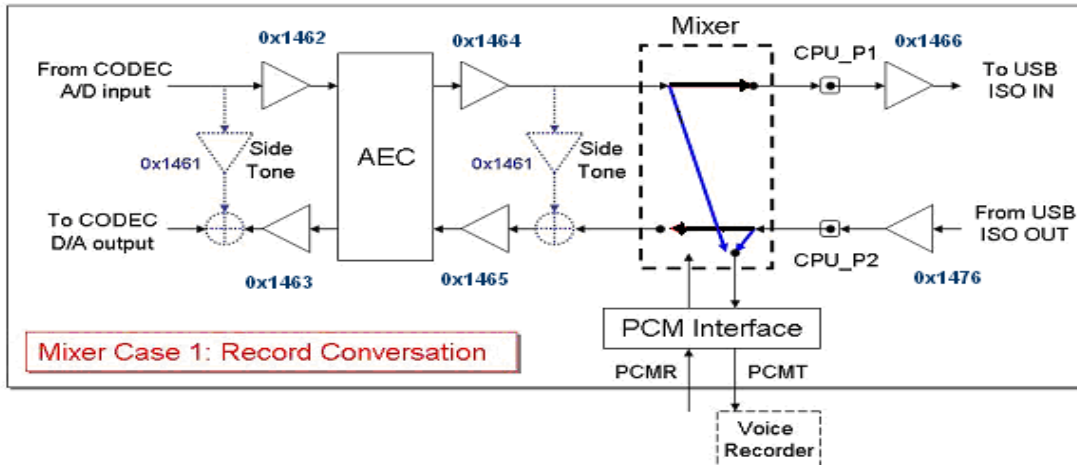 Mixer
0x1462
0x1464
CPU_P1
0x1466
From CODEC
A/D input
To USB
ISO IN
0x1461
Side
Tone
AEC
0x1461
Side
Tone
To CODEC
D/A output
From USB
ISO OUT
0x1463
0x1465
CPU_P2
0x1476
PCM Interface
Mixer Case 1: Record Conversation
PCMR
PCMT
Voice
Recorder